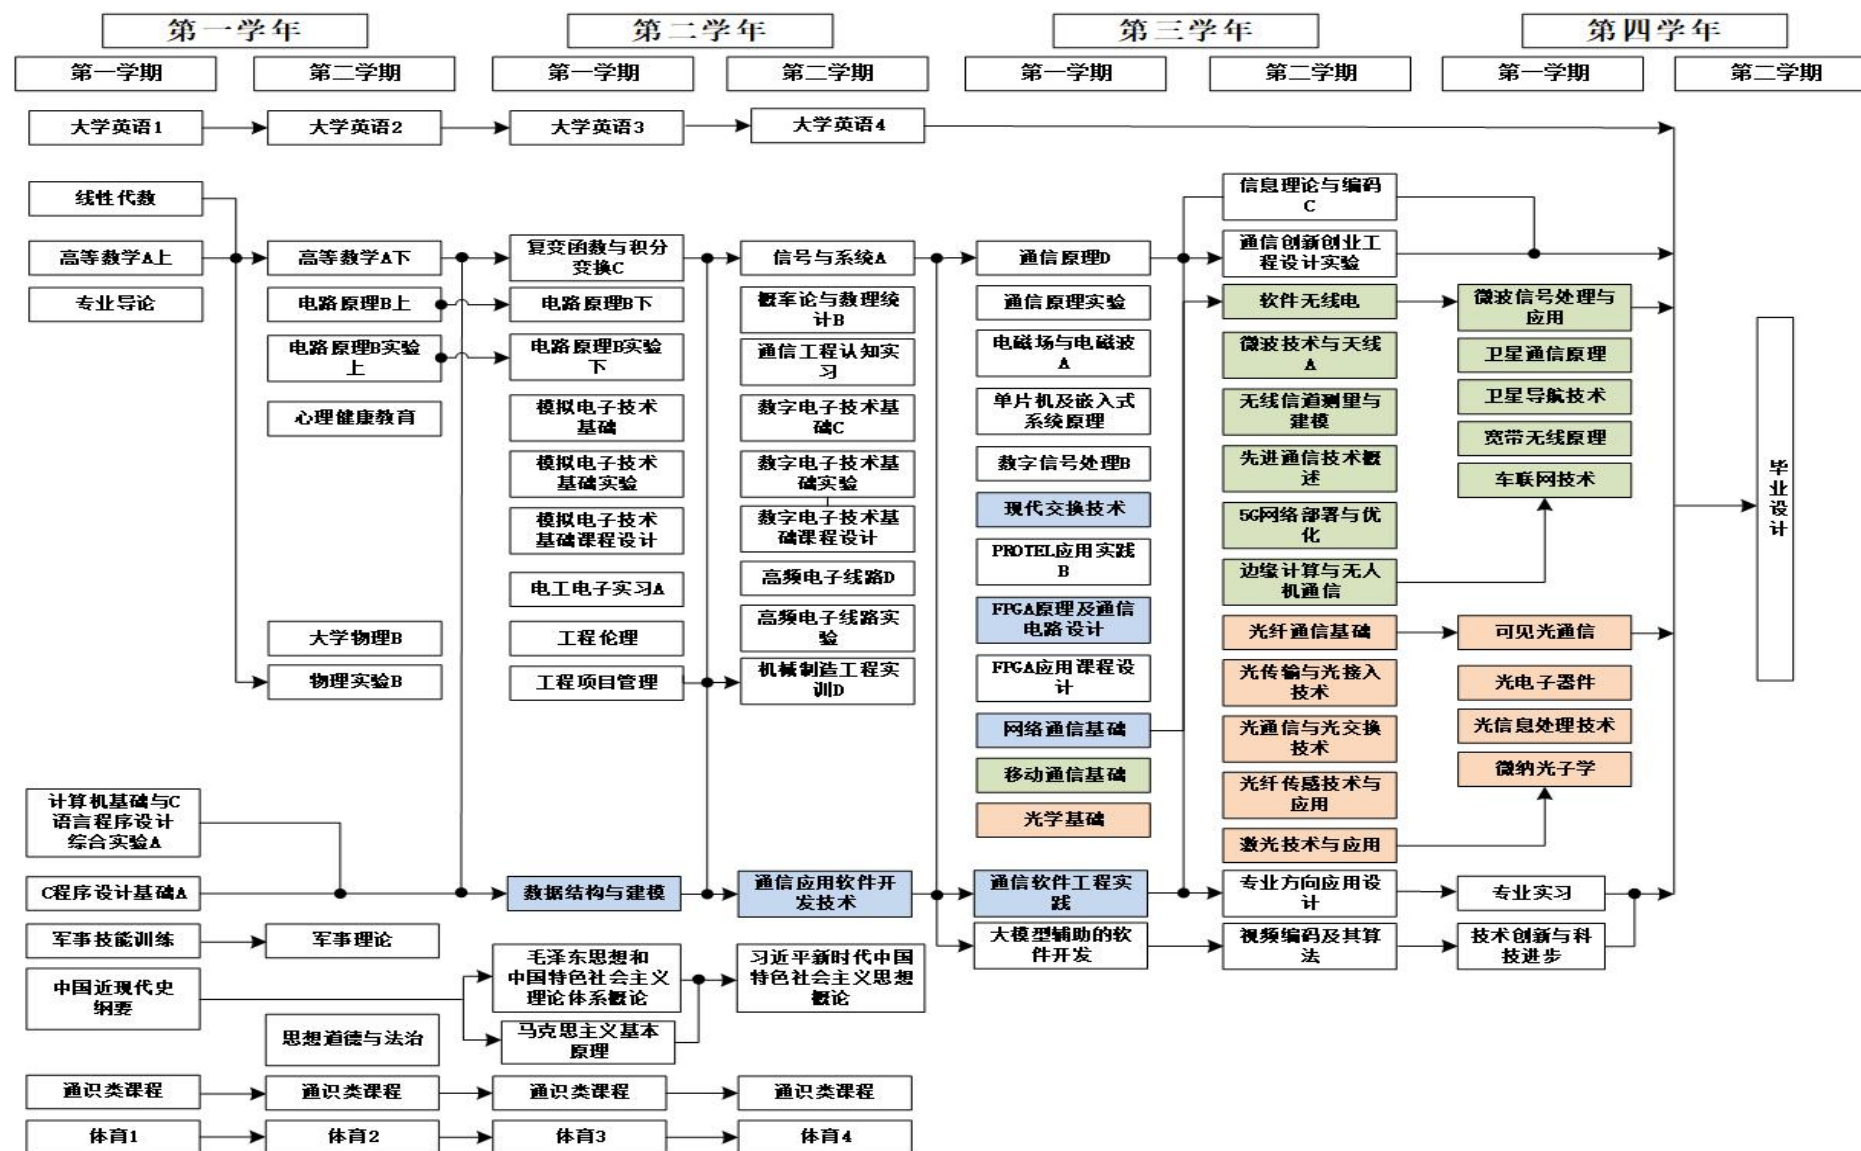 第一学年
第二学年
第三学年
第四学年
第一学期
第二学期
第一学期
第二学期
第一学期
第二学期
第一学期
第二学期
大学英语1
大学英语2
大学英语3
大学英语4
线性代数
高等数学A上
专业导论
高等数学A下
电路原理B上
电路原理B实验
上
心理健康教育
大学物理B
物理实验B
复变函数与积分
变换C
电路原理B下
电路原理B实验
下
模拟电子技术
基础
模拟电子技术
基础实验
模拟电子技术
基础课程设计
电工电子实习A
工程伦理
工程项目管理
信号与系统A
概率论与数理统
计B
通信工程认知实
习
数字电子技术基
础C
数字电子技术基
础实验
数字电子技术基
础课程设计
高频电子线路D
高频电子线路实
验
机械制造工程实
训D
通信原理D
通信原理实验
电磁场与电磁波
A
单片机及嵌入式
系统原理
数字信号处理B
现代交换技术
PROTEL应用实践
B
FPGA原理及通信
电路设计
FPGA应用课程设
计
网络通信基础
移动通信基础
光学基础
信息理论与编码
C
通信创新创业工
程设计实验
软件无线电
微波技术与天线
A
无线信道测量与
建模
先进通信技术概
述
5G网络部署与优
化
边缘计算与无人
机通信
光纤通信基础
光传输与光接入
技术
光通信与光交换
技术
光纤传感技术与
应用
激光技术与应用
微波信号处理与
应用
卫星通信原理
卫星导航技术
宽带无线原理
车联网技术
可见光通信
光电子器件
光信息处理技术
微纳光子学
毕业设计
计算机基础与C
语言程序设计
综合实验A
C程序设计基础A
数据结构与建模
通信应用软件开
发技术
通信软件工程实
践
专业方向应用设
计
专业实习
军事技能训练
军事理论
大模型辅助的软
件开发
视频编码及其算
法
技术创新与科
技进步
中国近现代史
纲要
毛泽东思想和
中国特色社会主义
理论体系概论
习近平新时代中国
特色社会主义思想
概论
思想道德与法治
马克思主义基本
原理
通识类课程
通识类课程
通识类课程
通识类课程
体育1
体育2
体育3
体育4